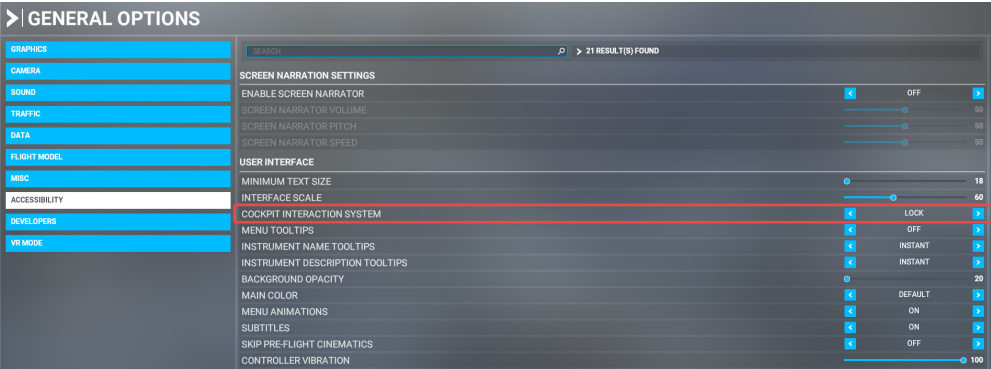 GENERAL OPTIONS
GRAPHICS
CAMERA
SOUND
TRAFFIC
DATA
FLIGHT MODEL
MISC
ACCESSIBILITY
DEVELOPERS
VR MODE
SEARCH
21 RESULT(S) FOUND
SCREEN NARRATION SETTINGS
ENABLE SCREEN NARRATOR OFF
SCREEN NARRATOR VOLUME 50
SCREEN NARRATOR PITCH 50
SCREEN NARRATOR SPEED 50
USER INTERFACE
MINIMUM TEXT SIZE 18
INTERFACE SCALE 60
COCKPIT INTERACTION SYSTEM LOCK
MENU TOOLTIPS OFF
INSTRUMENT NAME TOOLTIPS INSTANT
INSTRUMENT DESCRIPTION TOOLTIPS INSTANT
BACKGROUND OPACITY 20
MAIN COLOR DEFAULT
MENU ANIMATIONS ON
SUBTITLES ON
SKIP PRE-FLIGHT CINEMATICS OFF
CONTROLLER VIBRATION 100